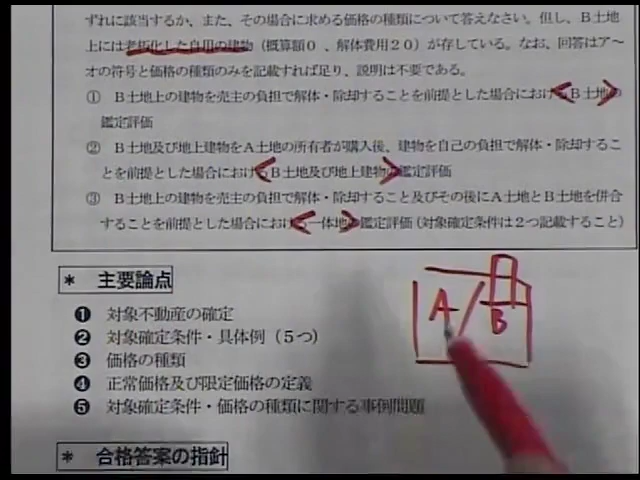 ずれに該当するか、また、その場合に求める価格の種類について答えなさい。但し、B土地
上には老朽化した自用の建物（概算額0、解体費用20）が存している。なお、回答はア～
オの符号と価格の種類のみを記載すれば足り、説明は不要である。
① B土地上の建物を売主の負担で解体・除却することを前提とした場合におけるB土地の
鑑定評価
② B土地及び地上建物をA土地の所有者が購入後、建物を自己の負担で解体・除却するこ
とを前提とした場合におけるB土地及び地上建物の鑑定評価
③ B土地上の建物を売主の負担で解体・除却すること及びその後にA土地とB土地を併合
することを前提とした場合における一体地の鑑定評価（対象確定条件は2つ記載すること）
＊ 主要論点
❶ 対象不動産の確定
❷ 対象確定条件・具体例（5つ）
❸ 価格の種類
❹ 正常価格及び限定価格の定義
❺ 対象確定条件・価格の種類に関する事例問題
A B
＊ 合格答案の指針